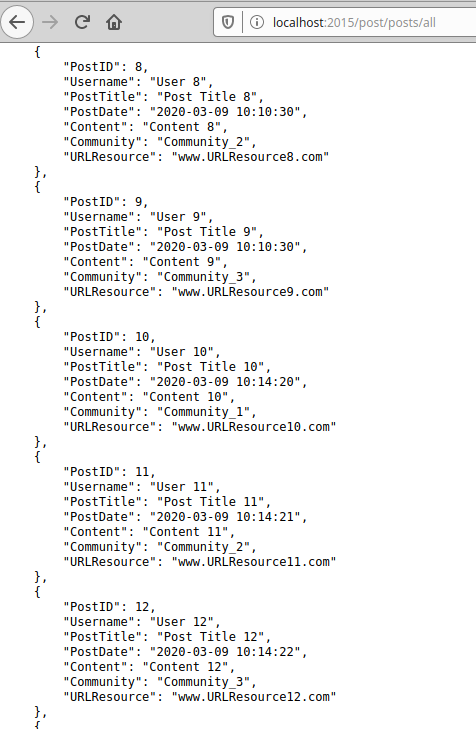 localhost:2015/post/posts/all
{
"PostID": 8,
"Username": "User 8",
"PostTitle": "Post Title 8",
"PostDate": "2020-03-09 10:10:30",
"Content": "Content 8",
"Community": "Community_2",
"URLResource": "www.URLResource8.com"
},
{
"PostID": 9,
"Username": "User 9",
"PostTitle": "Post Title 9",
"PostDate": "2020-03-09 10:10:30",
"Content": "Content 9",
"Community": "Community_3",
"URLResource": "www.URLResource9.com"
},
{
"PostID": 10,
"Username": "User 10",
"PostTitle": "Post Title 10",
"PostDate": "2020-03-09 10:14:20",
"Content": "Content 10",
"Community": "Community_1",
"URLResource": "www.URLResource10.com"
},
{
"PostID": 11,
"Username": "User 11",
"PostTitle": "Post Title 11",
"PostDate": "2020-03-09 10:14:21",
"Content": "Content 11",
"Community": "Community_2",
"URLResource": "www.URLResource11.com"
},
{
"PostID": 12,
"Username": "User 12",
"PostTitle": "Post Title 12",
"PostDate": "2020-03-09 10:14:22",
"Content": "Content 12",
"Community": "Community_3",
"URLResource": "www.URLResource12.com"
},
{